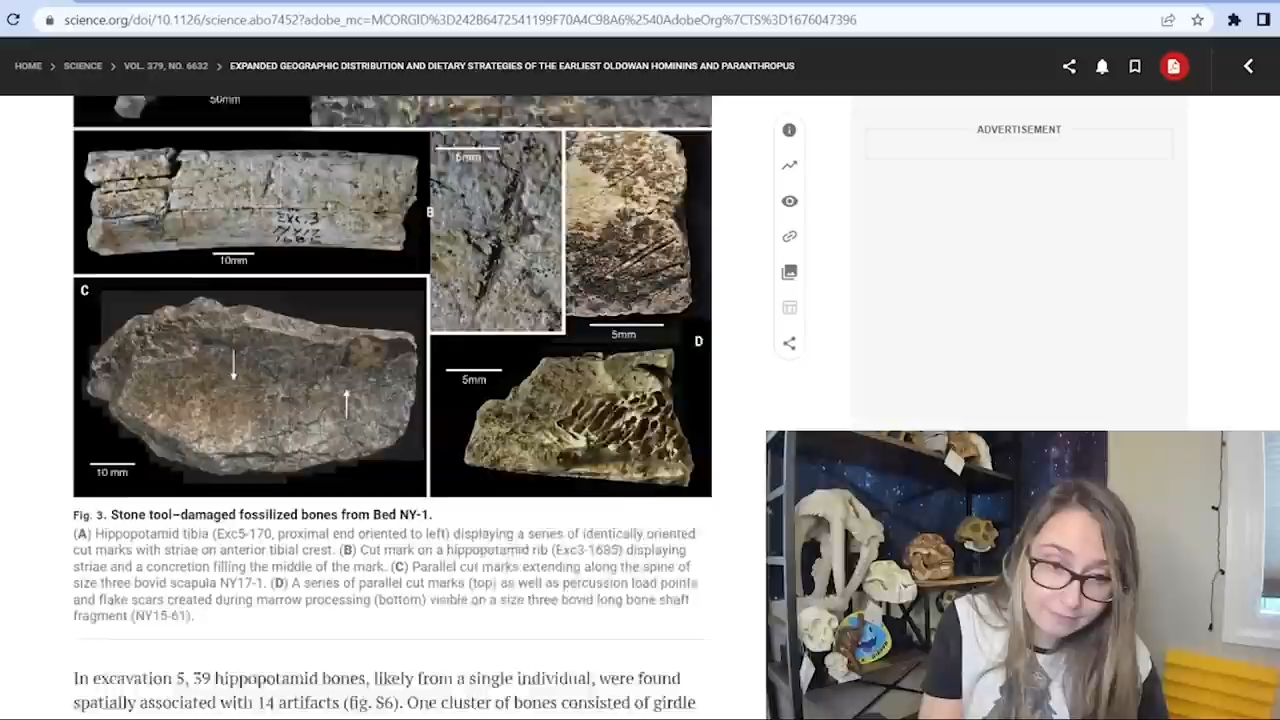 science.org/doi/10.1126/science.abo7452?adobe_mc=MCORGID%3D242B6472541199F70A4C98A6%2540AdobeOrg%7CTS%3D1676047396
HOME > SCIENCE > VOL. 379, NO. 6632 > EXPANDED GEOGRAPHIC DISTRIBUTION AND DIETARY STRATEGIES OF THE EARLIEST OLDOWAN HOMININS AND PARANTHROPUS
50mm
ADVERTISEMENT
6mm
B
Exc.3
10mm
5mm
C
D
5mm
10 mm
Fig. 3. Stone tool–damaged fossilized bones from Bed NY-1.
(A) Hippopotamid tibia (Exc5-170, proximal end oriented to left) displaying a series of identically oriented
cut marks with striae on anterior tibial crest. (B) Cut mark on a hippopotamid rib (Exc3-1685) displaying
striae and a concretion filling the middle of the mark. (C) Parallel cut marks extending along the spine of
size three bovid scapula NY17-1. (D) A series of parallel cut marks (top) as well as percussion load points
and flake scars created during marrow processing (bottom) visible on a size three bovid long bone shaft
fragment (NY15-61).
In excavation 5, 39 hippopotamid bones, likely from a single individual, were found
spatially associated with 14 artifacts (fig. S6). One cluster of bones consisted of girdle